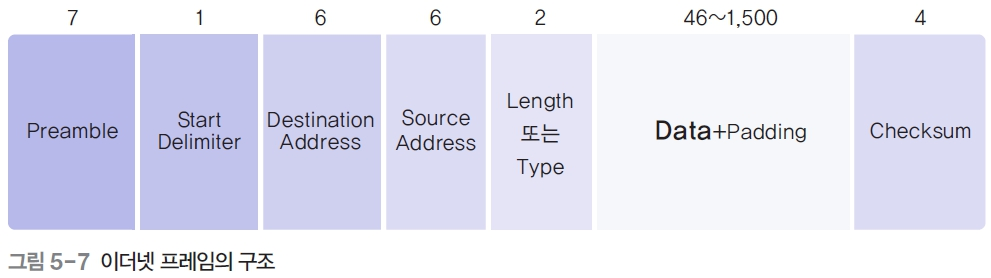 7 1 6 6 2 46~1,500 4
Preamble
Start
Delimiter
Destination
Address
Source
Address
Length
또는
Type
Data+Padding
Checksum
그림 5-7 이더넷 프레임의 구조